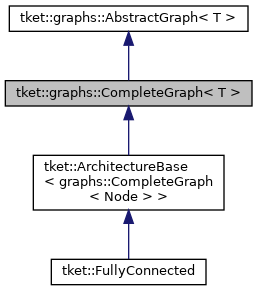 tket::graphs::AbstractGraph< T >
tket::graphs::CompleteGraph< T >
tket::ArchitectureBase
< graphs::CompleteGraph
< Node > >
tket::FullyConnected